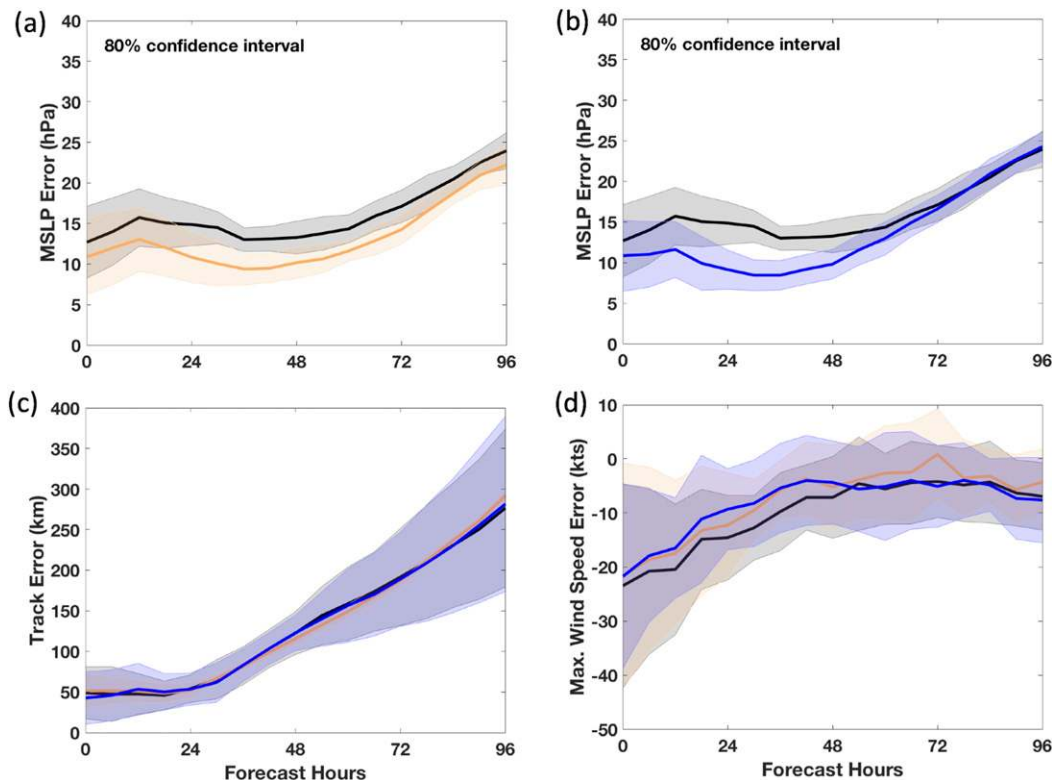 (a)
80% confidence interval
MSLP Error (hPa)
40
35
30
25
20
15
10
5
0
0 24 48 72 96
(b)
80% confidence interval
MSLP Error (hPa)
40
35
30
25
20
15
10
5
0
0 24 48 72 96
(c)
Track Error (km)
400
350
300
250
200
150
100
50
0
0 24 48 72 96
Forecast Hours
(d)
Max. Wind Speed Error (kts)
10
0
-10
-20
-30
-40
-50
0 24 48 72 96
Forecast Hours